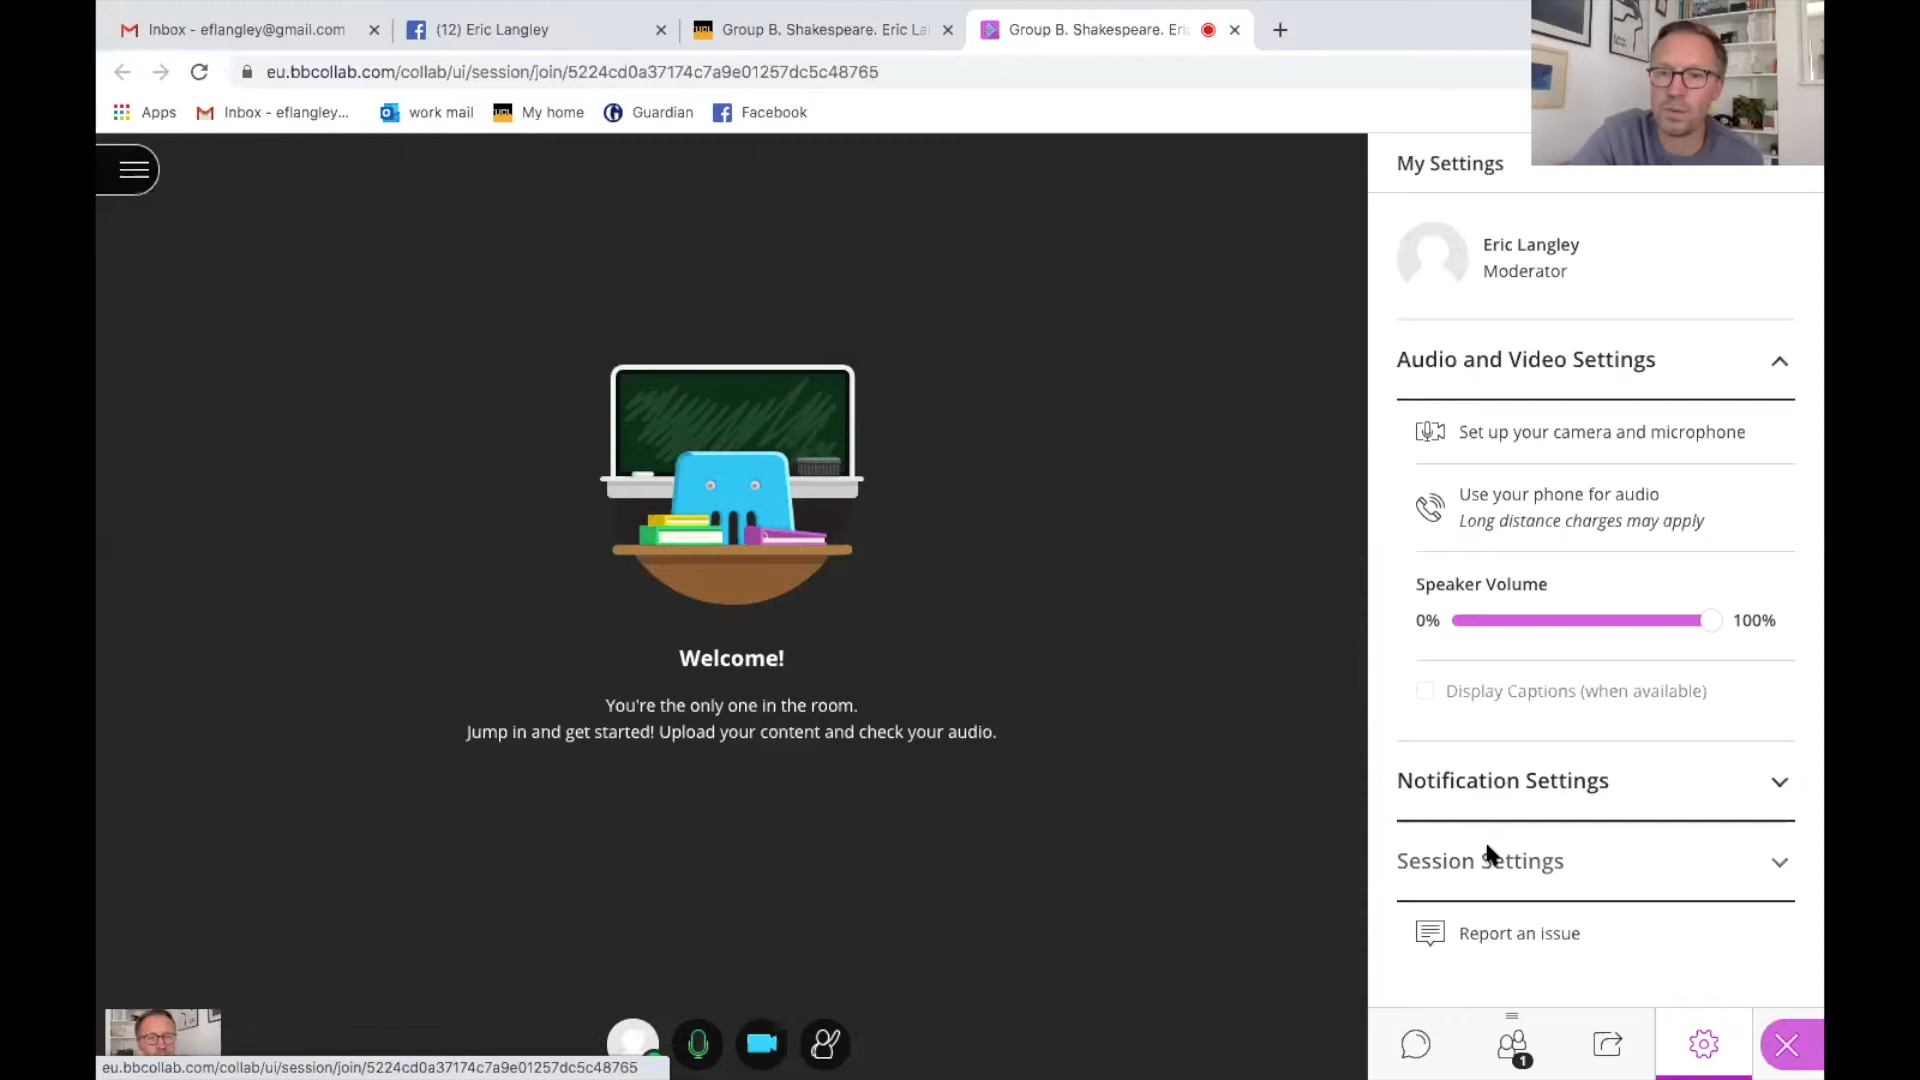 Inbox - eflangley@gmail.com
(12) Eric Langley
UCL
Group B. Shakespeare. Eric La
Group B. Shakespeare. Eric
eu.bbcollab.com/collab/ui/session/join/5224cd0a37174c7a9e01257dc5c48765
Apps
Inbox - eflangley...
work mail
UCL
My home
Guardian
Facebook
My Settings
Eric Langley
Moderator
Audio and Video Settings
Set up your camera and microphone
Use your phone for audio
Long distance charges may apply
Speaker Volume
0%
100%
Display Captions (when available)
Welcome!
You're the only one in the room.
Jump in and get started! Upload your content and check your audio.
Notification Settings
Session Settings
Report an issue
1
eu.bbcollab.com/collab/ui/session/join/5224cd0a37174c7a9e01257dc5c48765